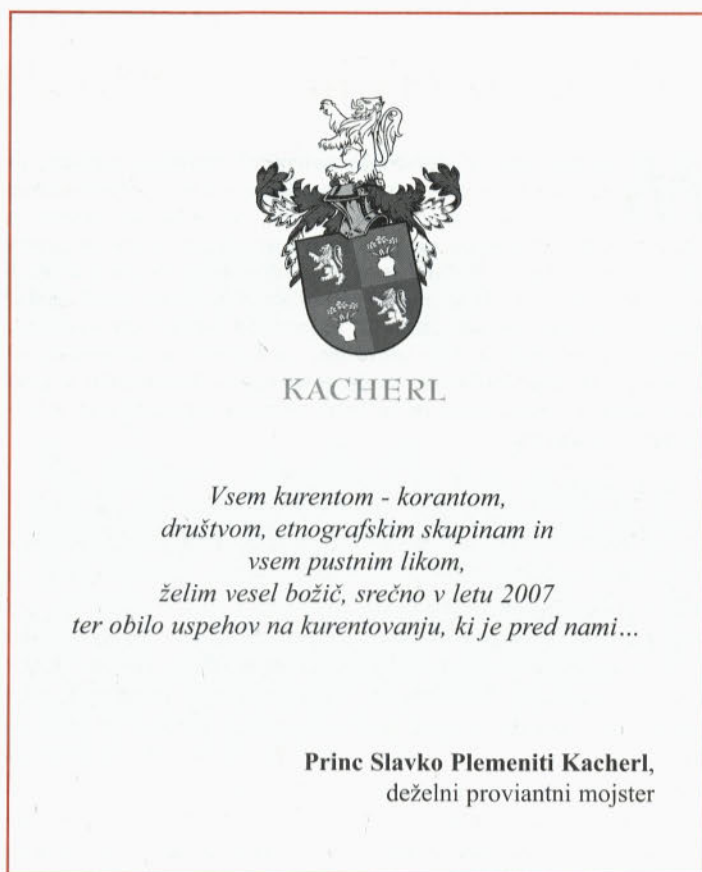 KACHERL
Vsem kurentom - korantom,
društvom, etnografskim skupinam in
vsem pustnim likom,
želim vesel božič, srečno v letu 2007
ter obilo uspehov na kurentovanju, ki je pred nami...
Princ Slavko Plemeniti Kacherl,
deželni proviantni mojster